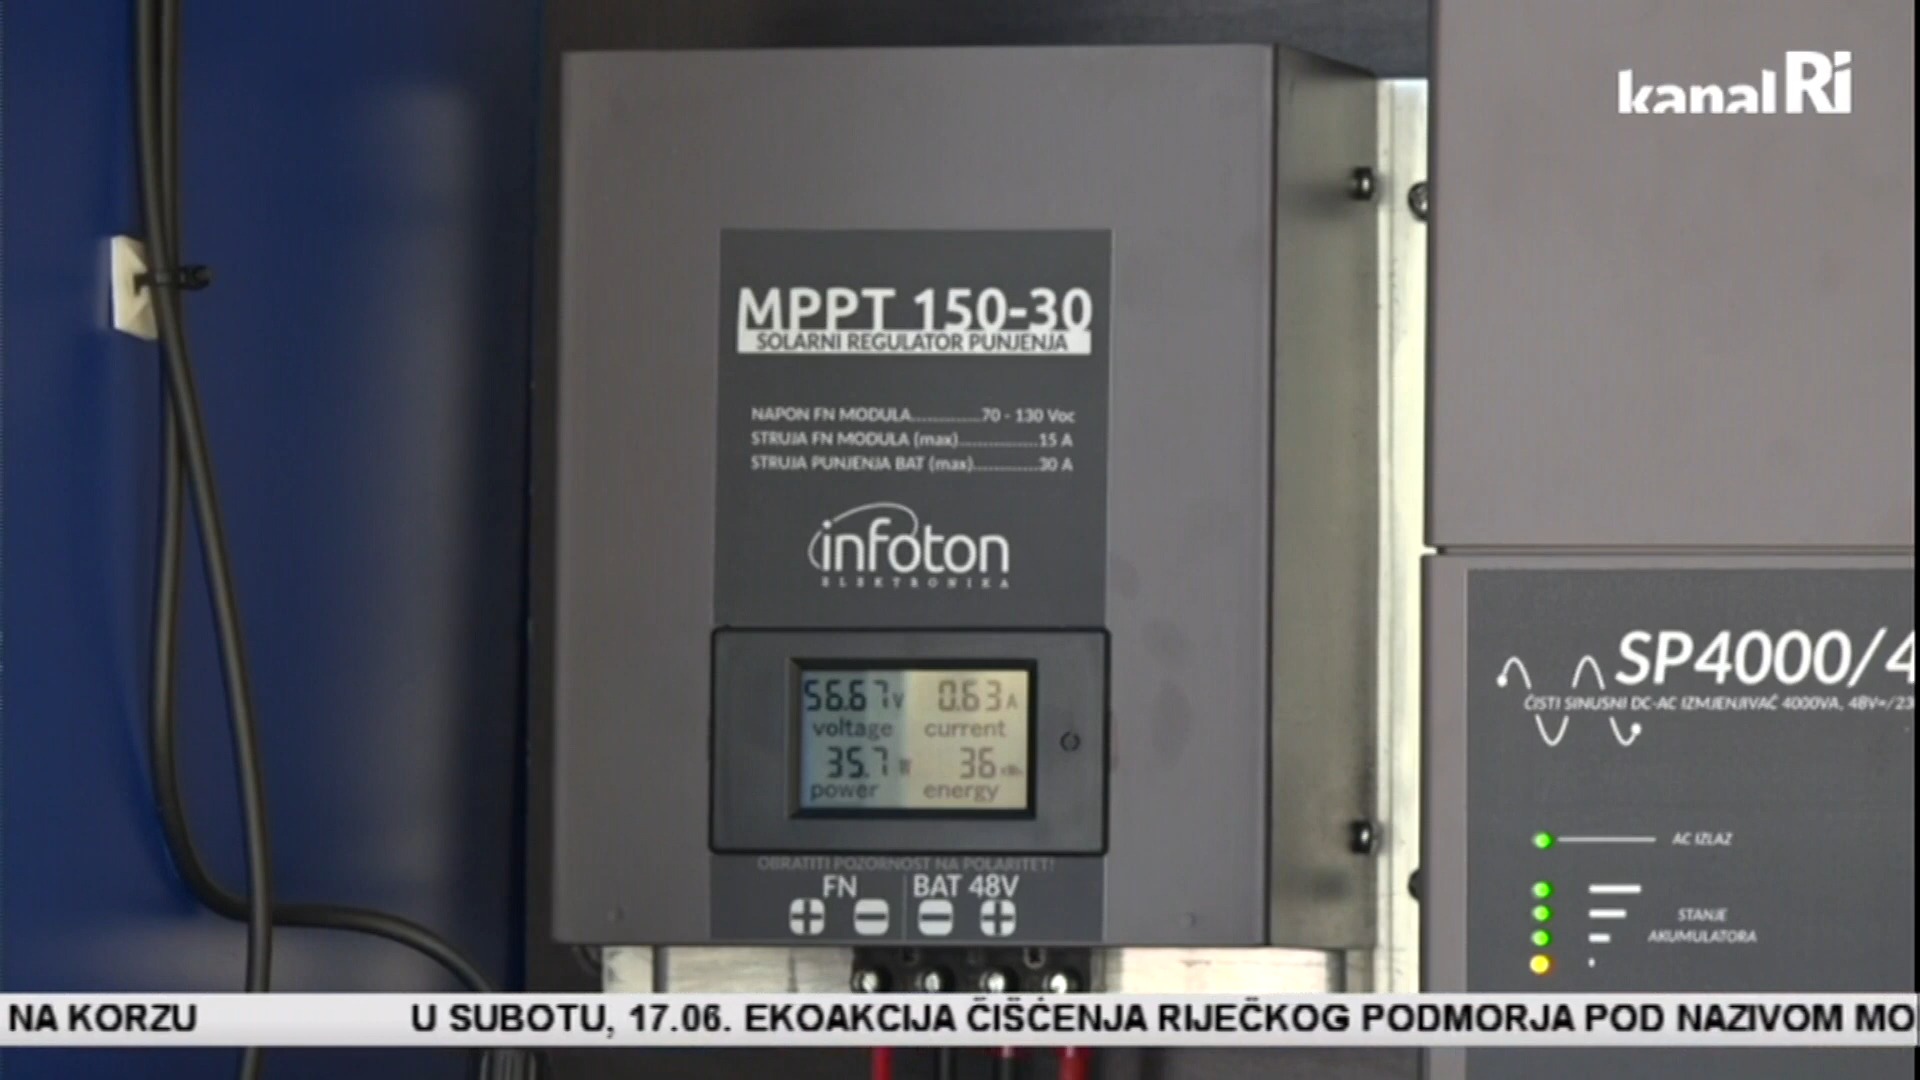 kanal Ri
MPPT 150-30
SOLARNI REGULATOR PUNJENJA
NAPON FN MODULA..............70 - 130 Voc
STRUJA FN MODULA (max)................15 A
STRUJA PUNJENJA BAT (max).............30 A
infoton
ELEKTRONIKA
56.67 V 0.63 A
voltage current
35.7 W 36
power energy
OBRATITI POZORNOST NA POLARITET!
FN BAT 48V
SP4000/4
ČISTI SINUSNI DC-AC IZMJENJIVAČ 4000VA, 48V=/23
AC IZLAZ
STANJE
AKUMULATORA
NA KORZU U SUBOTU, 17.06. EKOAKCIJA ČIŠĆENJA RIJEČKOG PODMORJA POD NAZIVOM MO